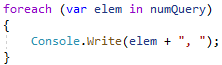 foreach (var elem in numQuery)
{
    Console.Write(elem + ", ");
}